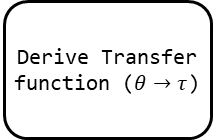 Derive Transfer
function (θ → τ)